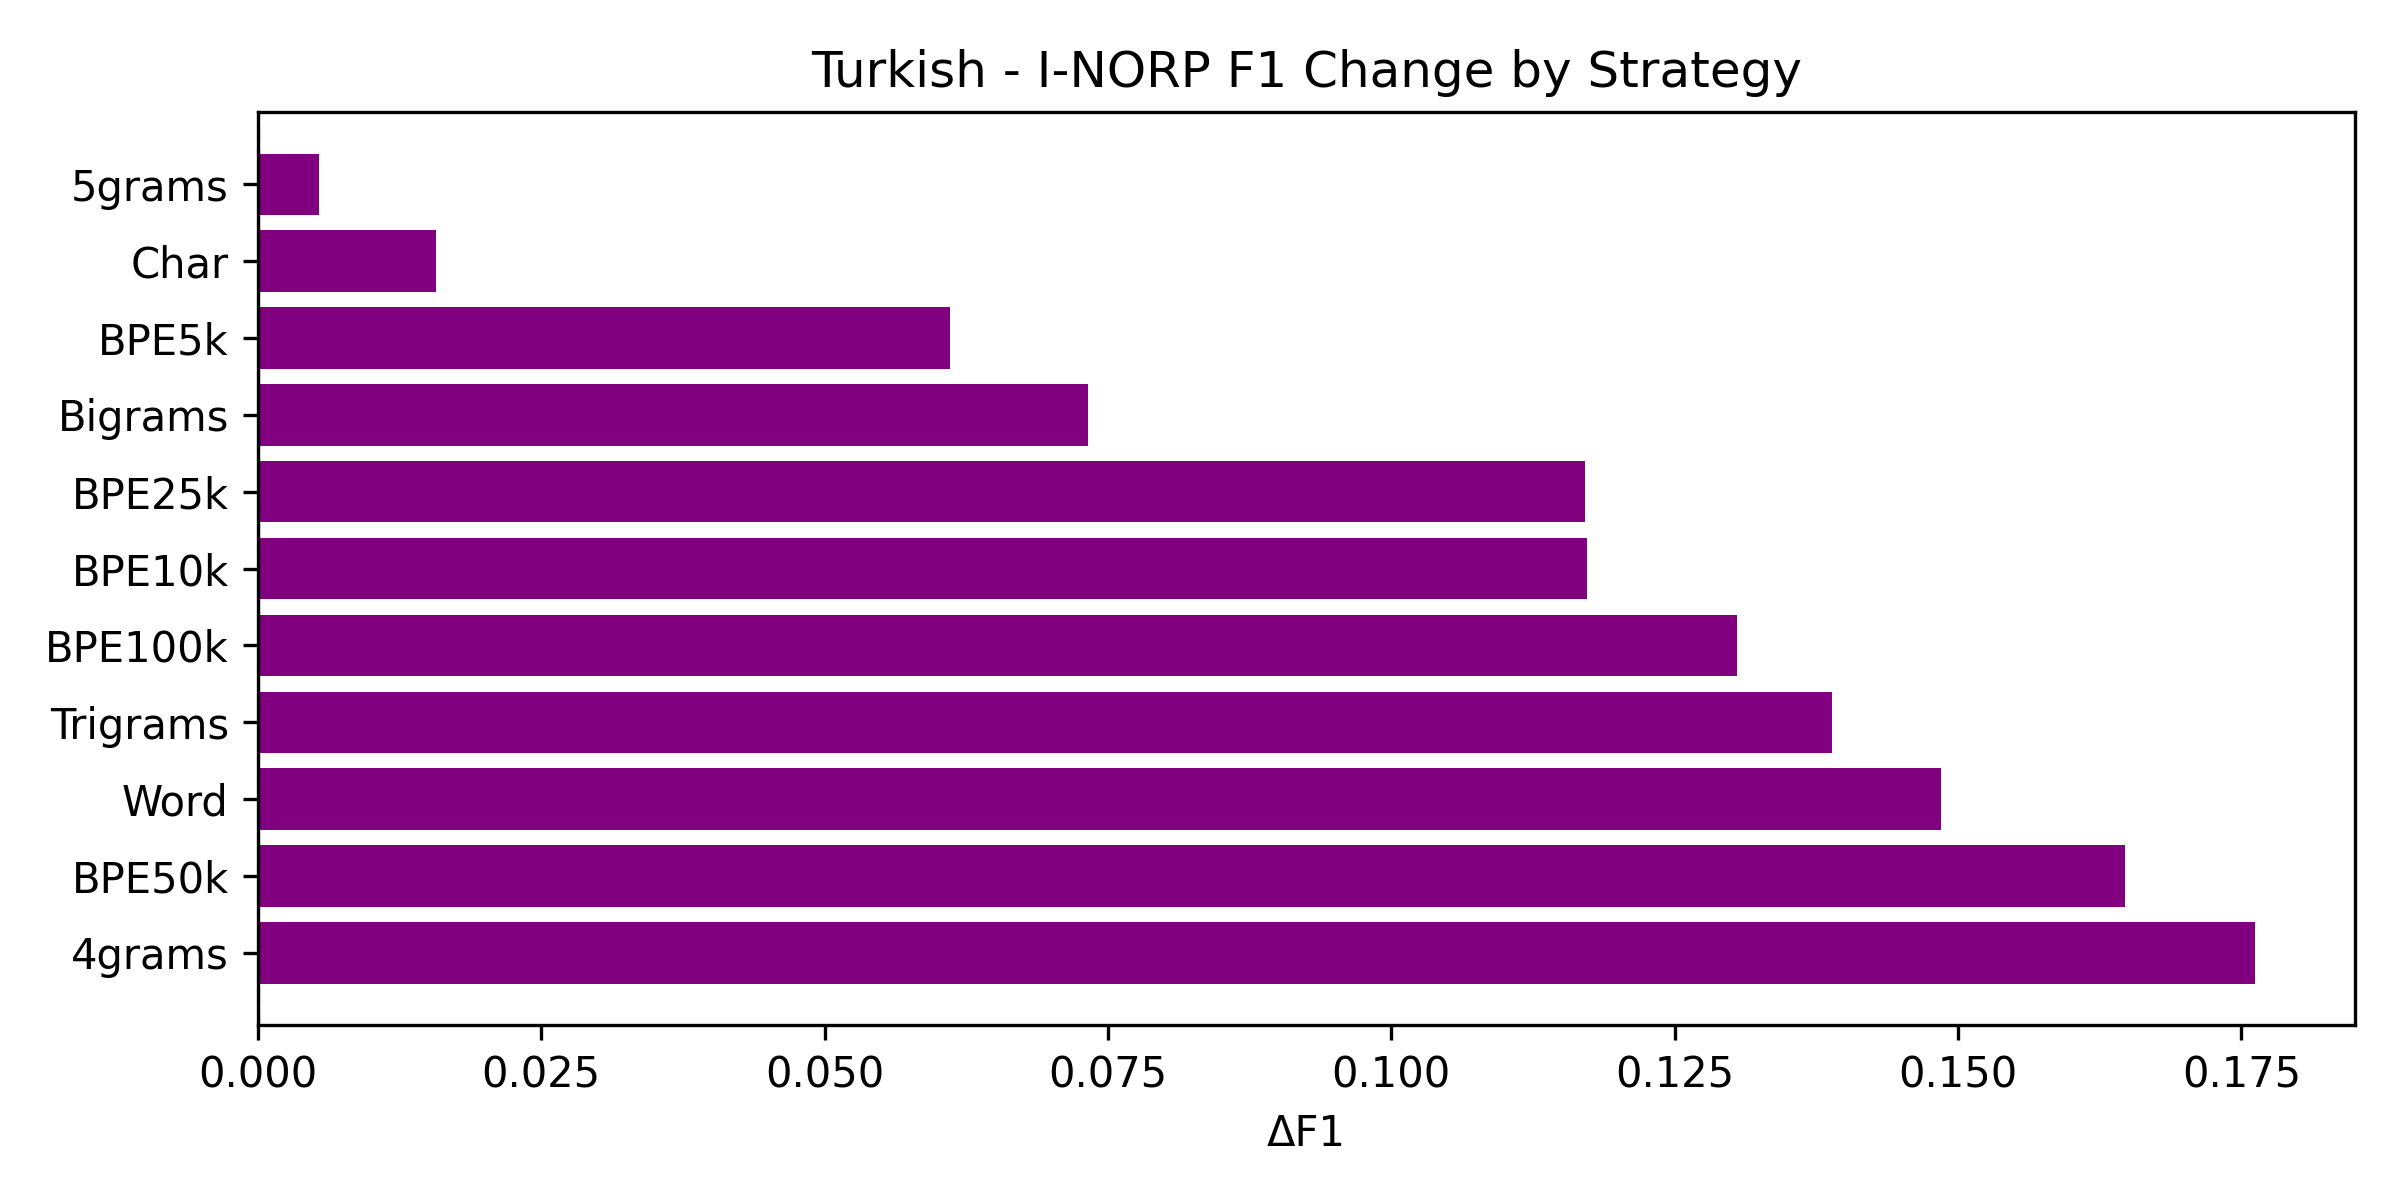 Turkish - I-NORP F1 Change by Strategy
5grams
Char
BPE5k
Bigrams
BPE25k
BPE10k
BPE100k
Trigrams
Word
BPE50k
4grams
0.000 0.025 0.050 0.075 0.100 0.125 0.150 0.175
ΔF1